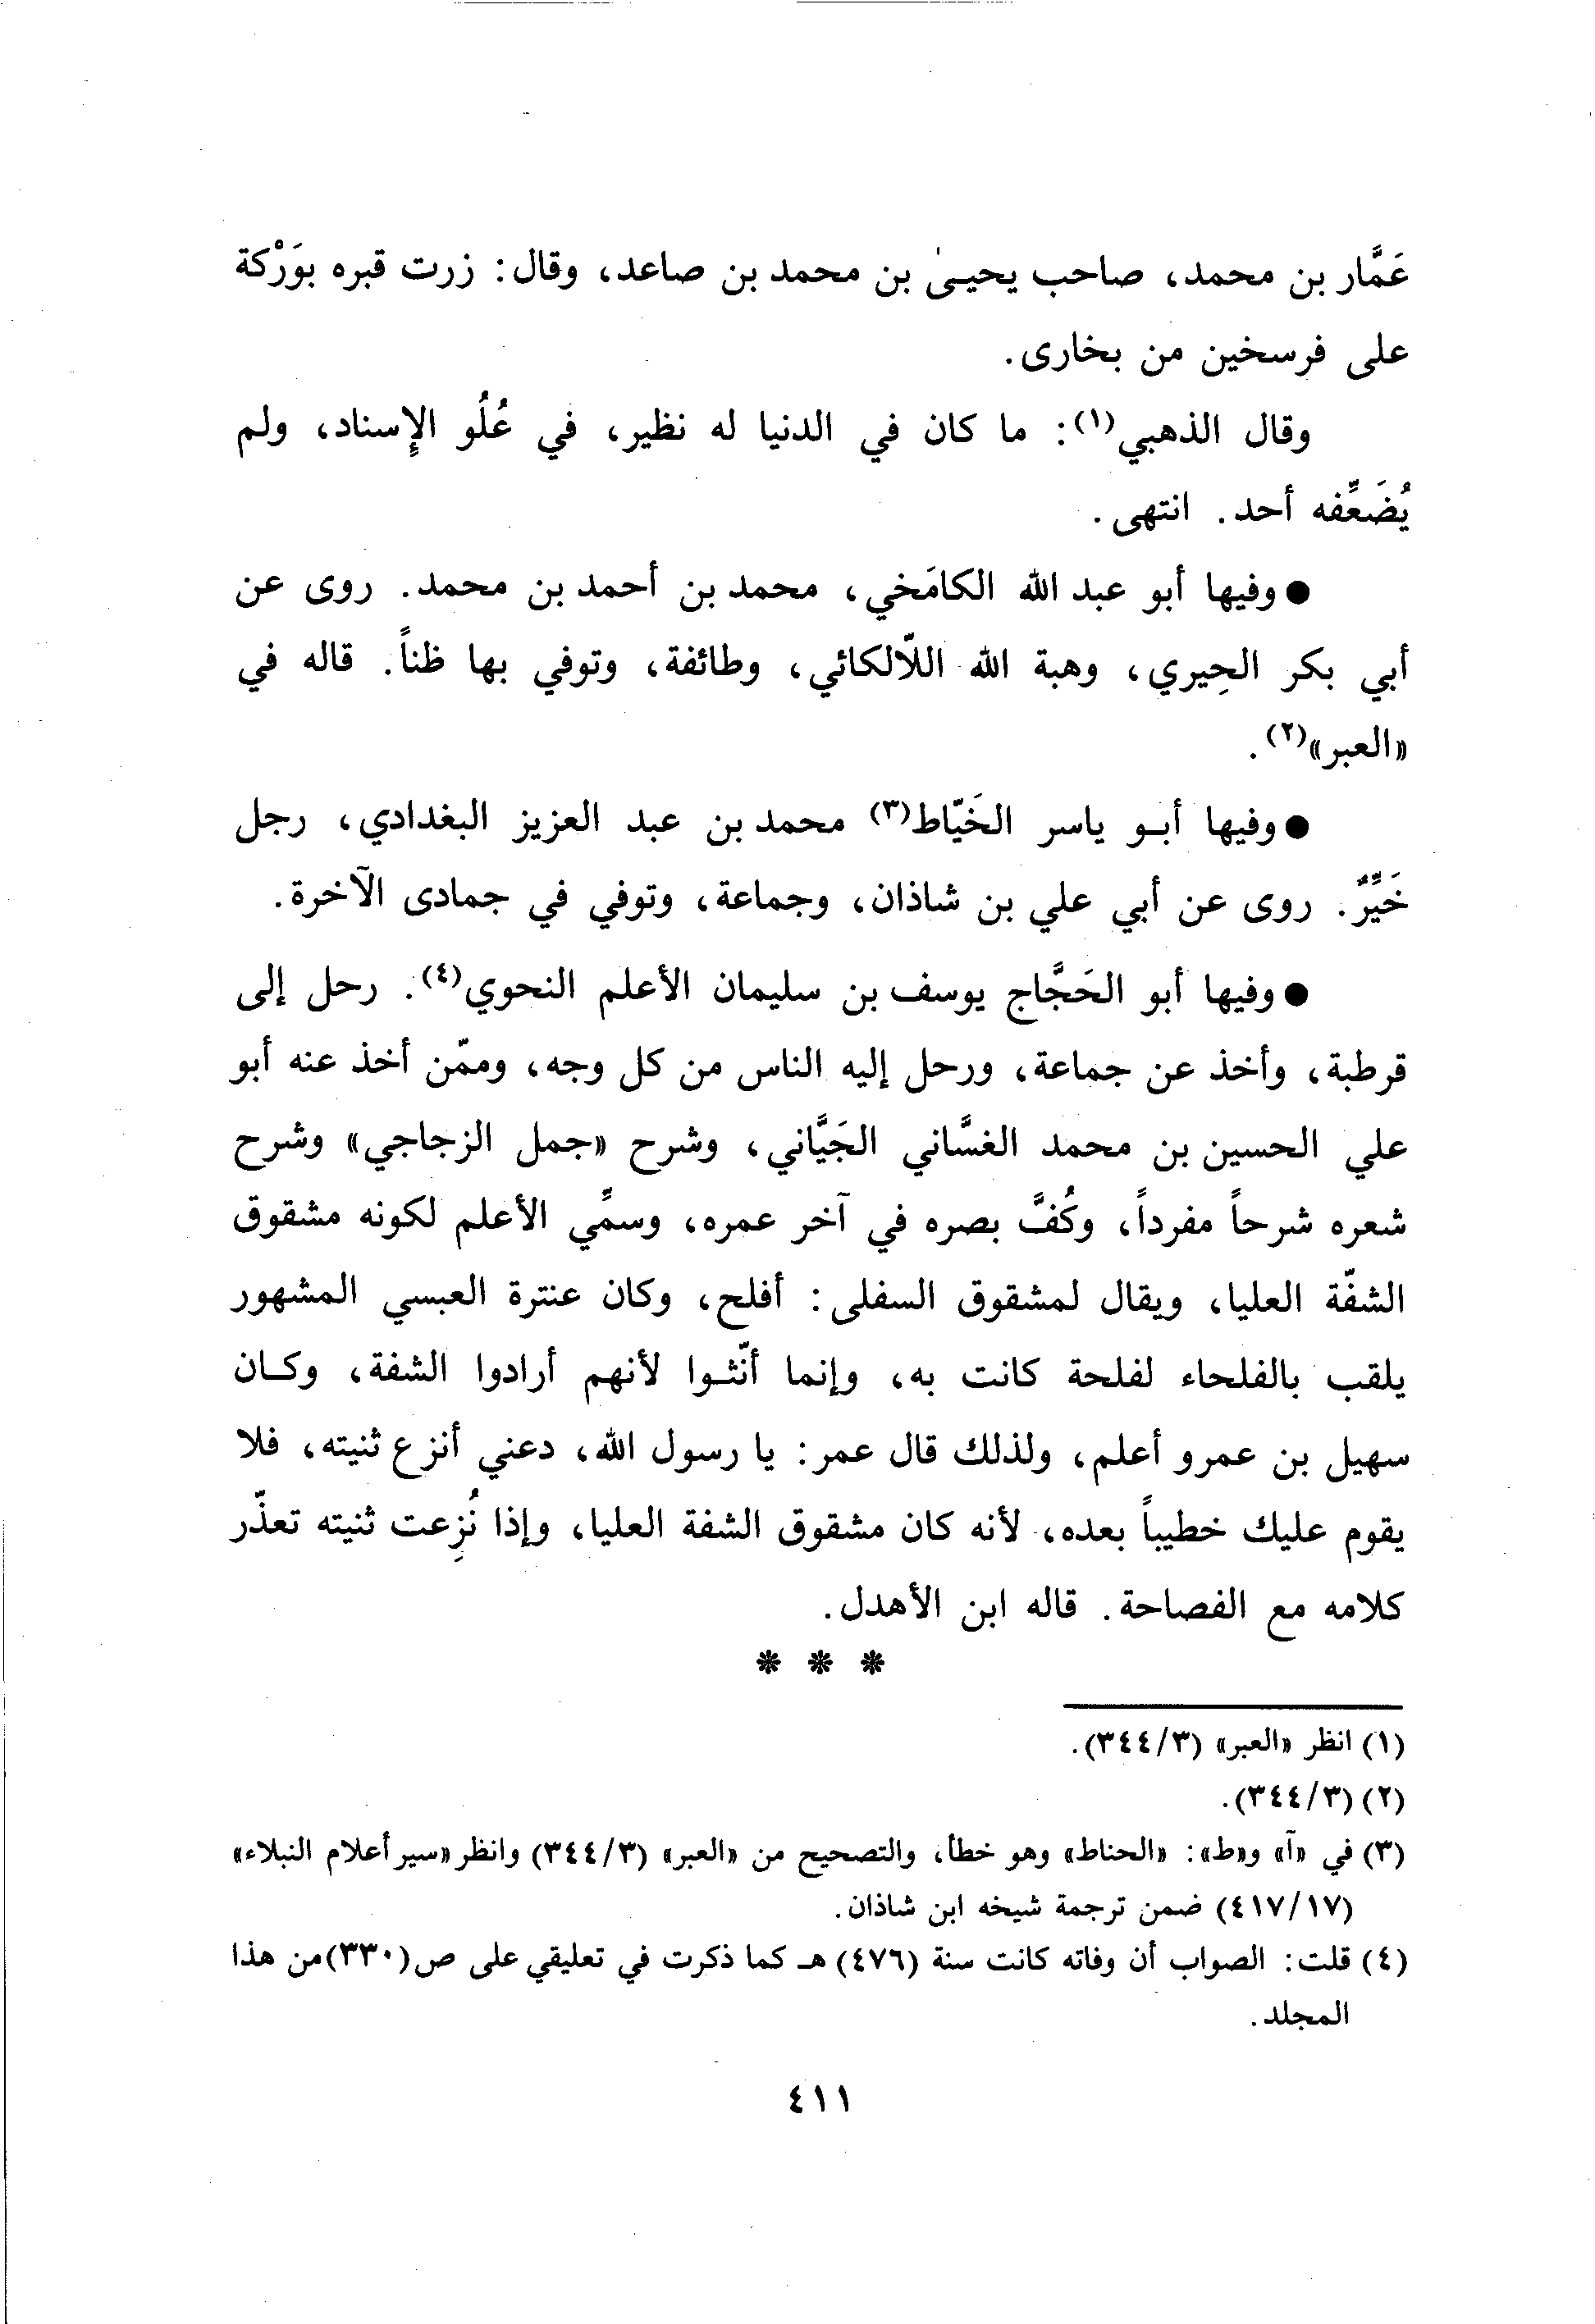 عَمَّار بن محمد، صاحب يحيـىٰ بن محمد بن صاعد، وقال: زرت قبره بوَرْكة
على فرسخين من بخارى.
وقال الذهبي(١): ما كان في الدنيا له نظير، في عُلُو الإِسناد، ولم
يُضَعِّفه أحد. انتهى.
● وفيها أبو عبد الله الكامَخي، محمد بن أحمد بن محمد. روى عن
أبي بكر الحِيري، وهبة الله اللّالكائي، وطائفة، وتوفي بها ظناً. قاله في
«العبر»(٢).
● وفيها أبـو ياسر الخَيّاط(٣) محمد بن عبد العزيز البغدادي، رجل
خَيِّرٌ. روى عن أبي علي بن شاذان، وجماعة، وتوفي في جمادى الآخرة.
● وفيها أبو الحَجَّاج يوسف بن سليمان الأعلم النحوي(٤). رحل إلى
قرطبة، وأخذ عن جماعة، ورحل إليه الناس من كل وجه، وممّن أخذ عنه أبو
علي الحسين بن محمد الغسَّاني الجَيَّاني، وشرح «جمل الزجاجي» وشرح
شعره شرحاً مفرداً، وكُفَّ بصره في آخر عمره، وسمِّي الأعلم لكونه مشقوق
الشفّة العليا، ويقال لمشقوق السفلى: أفلح، وكان عنترة العبسي المشهور
يلقب بالفلحاء لفلحة كانت به، وإنما أنّثـوا لأنهم أرادوا الشفة، وكـان
سهيل بن عمرو أعلم، ولذلك قال عمر: يا رسول الله، دعني أنزع ثنيته، فلا
يقوم عليك خطيباً بعده، لأنه كان مشقوق الشفة العليا، وإذا نُزِعت ثنيته تعذّر
كلامه مع الفصاحة. قاله ابن الأهدل.
* * *
(١) انظر «العبر» (٣/٣٤٤).
(٢) (٣/٣٤٤).
(٣) في «آ» و«ط»: «الحناط» وهو خطأ، والتصحيح من «العبر» (٣/٣٤٤) وانظر «سير أعلام النبلاء»
(١٧/٤١٧) ضمن ترجمة شيخه ابن شاذان.
(٤) قلت: الصواب أن وفاته كانت سنة (٤٧٦) هـ كما ذكرت في تعليقي على ص(٣٣٠) من هذا
المجلد.
٤١١